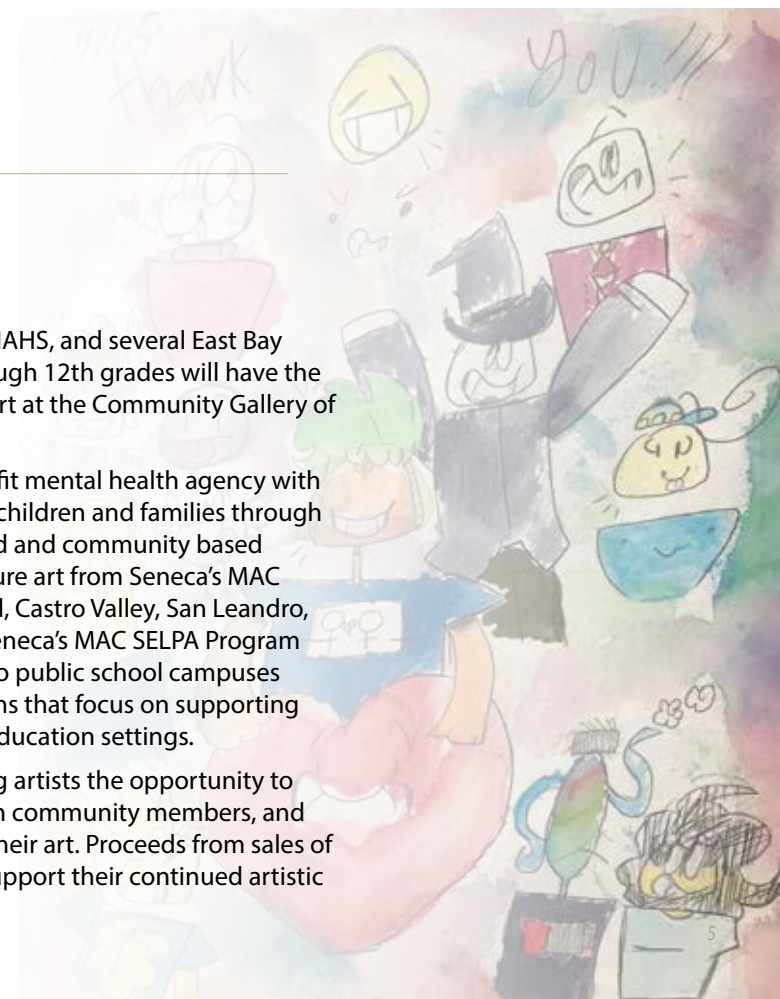 thank YOU!!!
IAHS, and several East Bay
ugh 12th grades will have the
rt at the Community Gallery of
fit mental health agency with
children and families through
d and community based
ure art from Seneca’s MAC
l, Castro Valley, San Leandro,
eneca’s MAC SELPA Program
o public school campuses
ns that focus on supporting
ducation settings.
g artists the opportunity to
n community members, and
heir art. Proceeds from sales of
upport their continued artistic
5